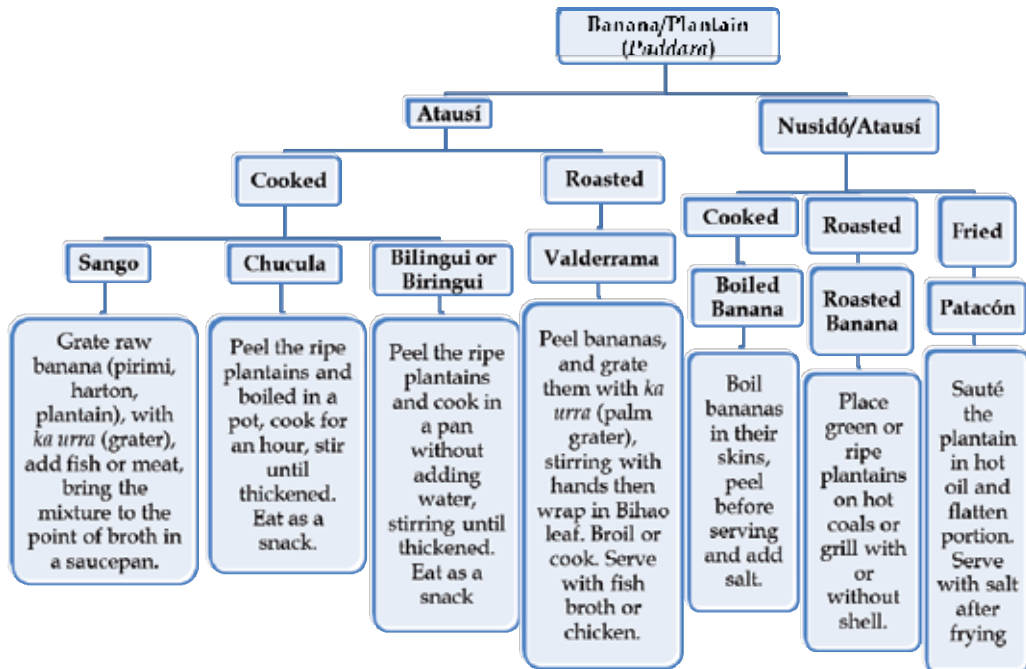 Banana/Plantain
(Paddara)
Atausí
Nusidó/Atausí
Cooked
Roasted
Cooked
Roasted
Fried
Sango
Chucula
Bilingui or
Biringui
Valderrama
Boiled
Banana
Roasted
Banana
Patacón
Grate raw
banana (pirimi,
harton,
plantain), with
ka urra (grater),
add fish or meat,
bring the
mixture to the
point of broth in
a saucepan.
Peel the ripe
plantains and
boiled in a
pot, cook for
an hour, stir
until
thickened.
Eat as a
snack.
Peel the ripe
plantains
and cook in
a pan
without
adding
water,
stirring until
thickened.
Eat as a
snack
Peel bananas,
and grate
them with ka
urra (palm
grater),
stirring with
hands then
wrap in Bihao
leaf. Broil or
cook. Serve
with fish
broth or
chicken.
Boil
bananas
in their
skins,
peel
before
serving
and add
salt.
Place
green or
ripe
plantains
on hot
coals or
grill with
or
without
shell.
Sauté
the
plantain
in hot
oil and
flatten
portion.
Serve
with salt
after
frying